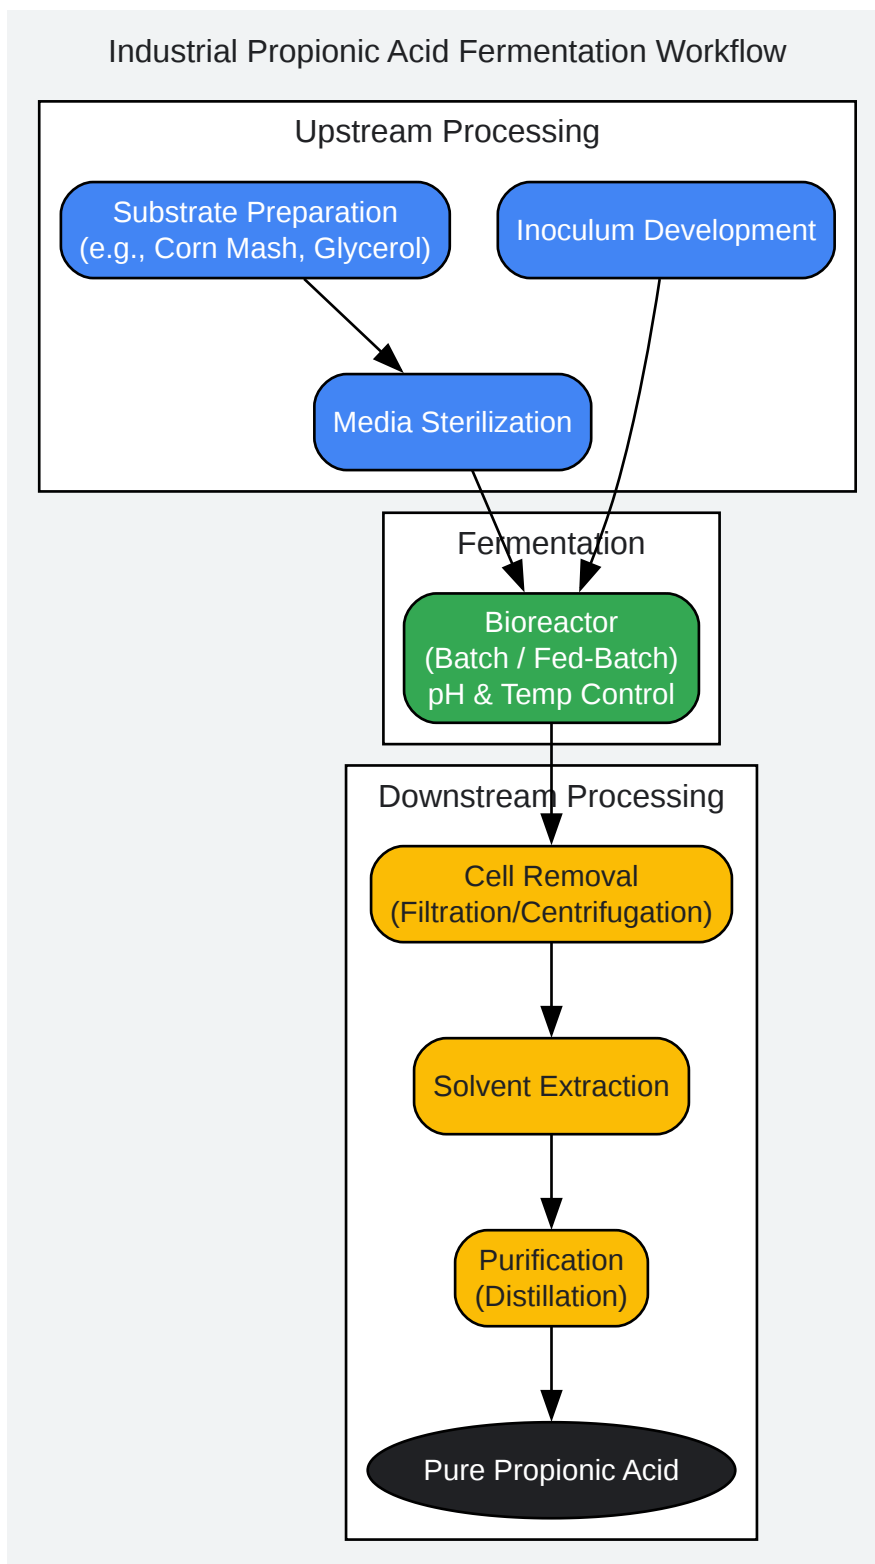 Industrial Propionic Acid Fermentation Workflow
Upstream Processing
Substrate Preparation
(e.g., Corn Mash, Glycerol)
Inoculum Development
Media Sterilization
Fermentation
Bioreactor
(Batch / Fed-Batch)
pH & Temp Control
Downstream Processing
Cell Removal
(Filtration/Centrifugation)
Solvent Extraction
Purification
(Distillation)
Pure Propionic Acid